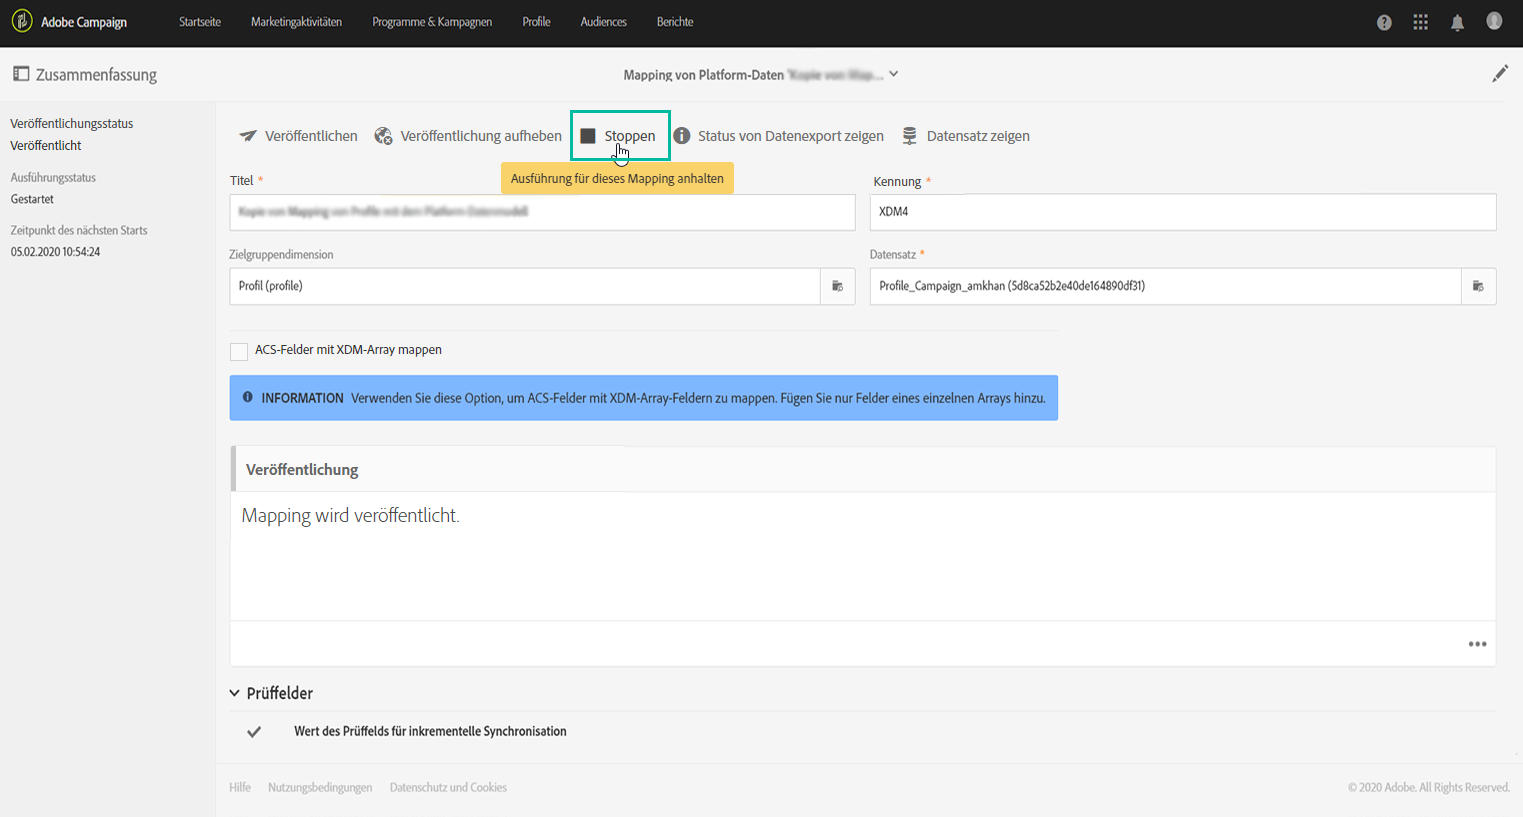 Adobe Campaign
Startseite
Marketingaktivitäten
Programme & Kampagnen
Profile
Audiences
Berichte
Zusammenfassung
Mapping von Platform-Daten
Veröffentlichungsstatus
Veröffentlicht
Ausführungsstatus
Gestartet
Zeitpunkt des nächsten Starts
05.02.2020 10:54:24
Veröffentlichen
Veröffentlichung aufheben
Stoppen
Status von Datenexport zeigen
Datensatz zeigen
Ausführung für dieses Mapping anhalten
Titel *
Kennung *
XDM4
Zielgruppendimension
Datensatz *
Profil (profile)
Profile_Campaign_amkhan (5d8ca52b2e40de164890df31)
ACS-Felder mit XDM-Array mappen
INFORMATION Verwenden Sie diese Option, um ACS-Felder mit XDM-Array-Feldern zu mappen. Fügen Sie nur Felder eines einzelnen Arrays hinzu.
Veröffentlichung
Mapping wird veröffentlicht.
Prüffelder
Wert des Prüffelds für inkrementelle Synchronisation
Hilfe
Nutzungsbedingungen
Datenschutz und Cookies
© 2020 Adobe. All Rights Reserved.